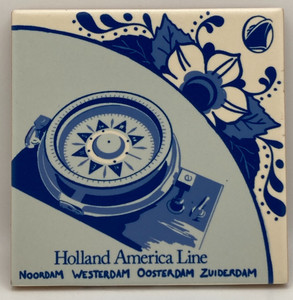 Holland America Line
NOORDAM WESTERDAM OOSTERDAM ZUIDERDAM